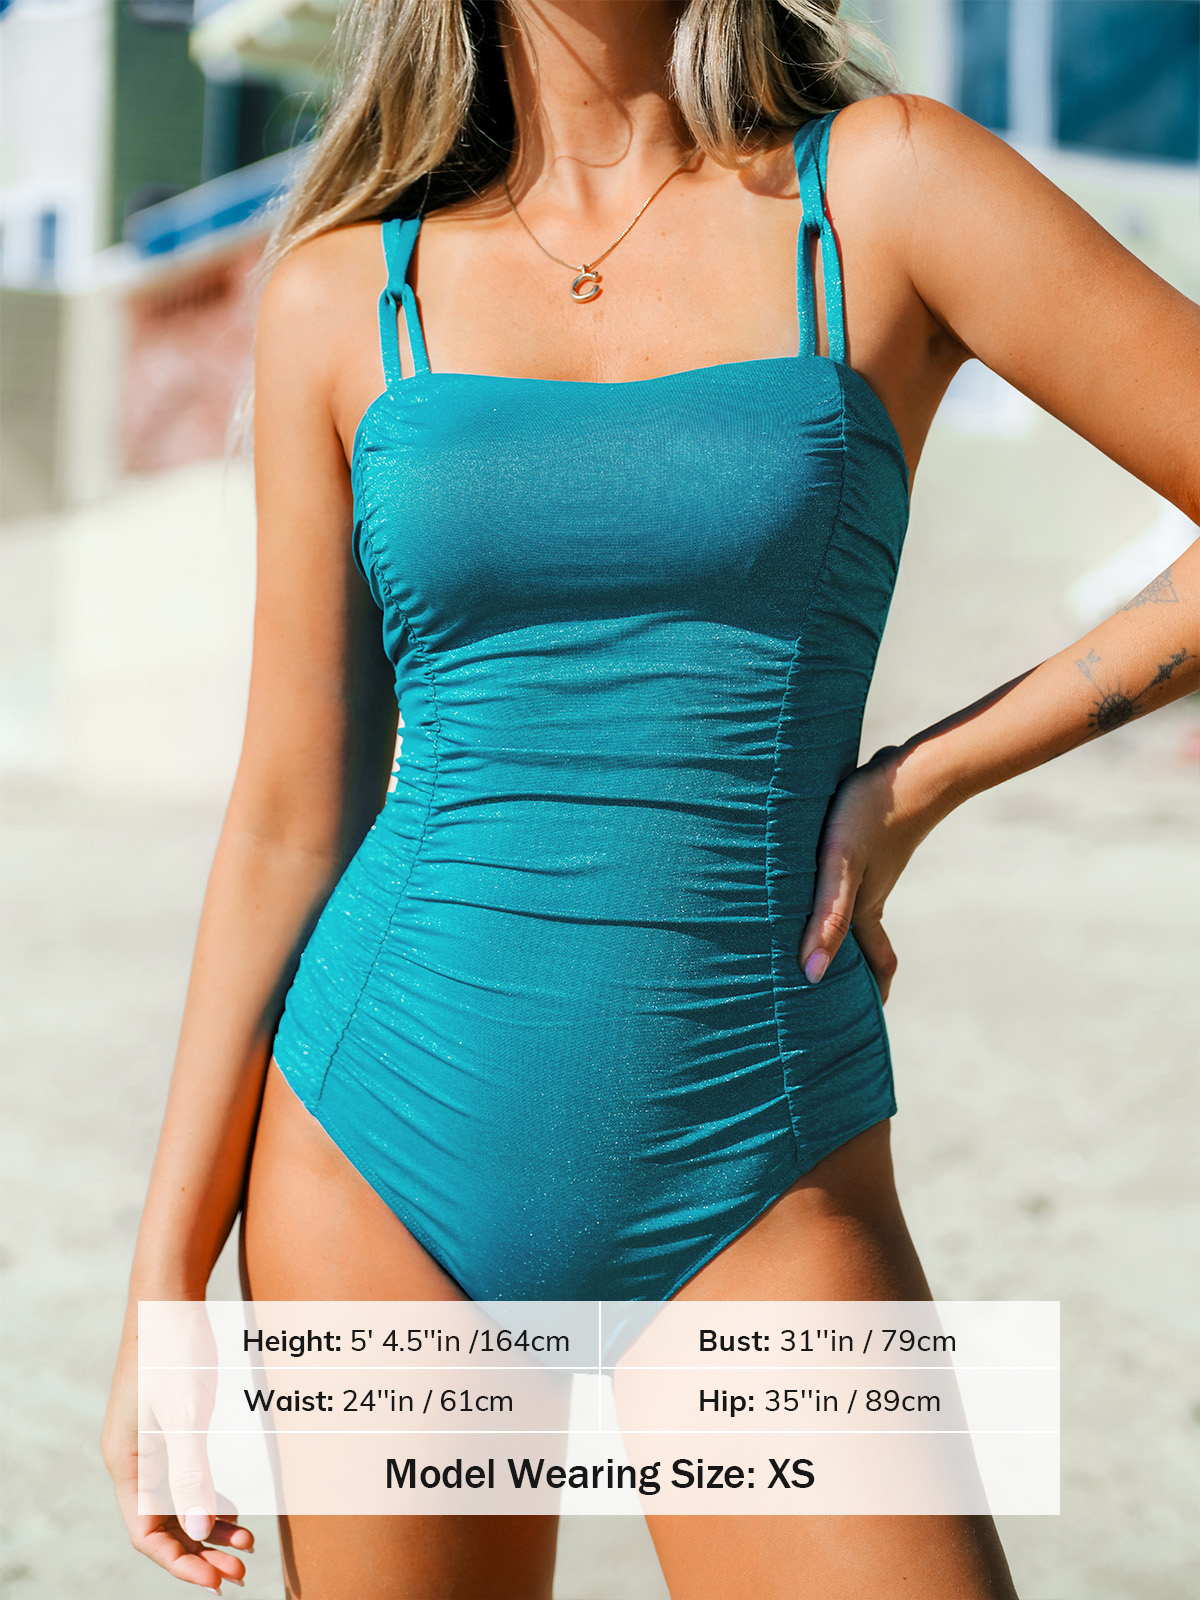 C
Height: 5' 4.5"in /164cm
Bust: 31"in / 79cm
Waist: 24"in / 61cm
Hip: 35"in / 89cm
Model Wearing Size: XS